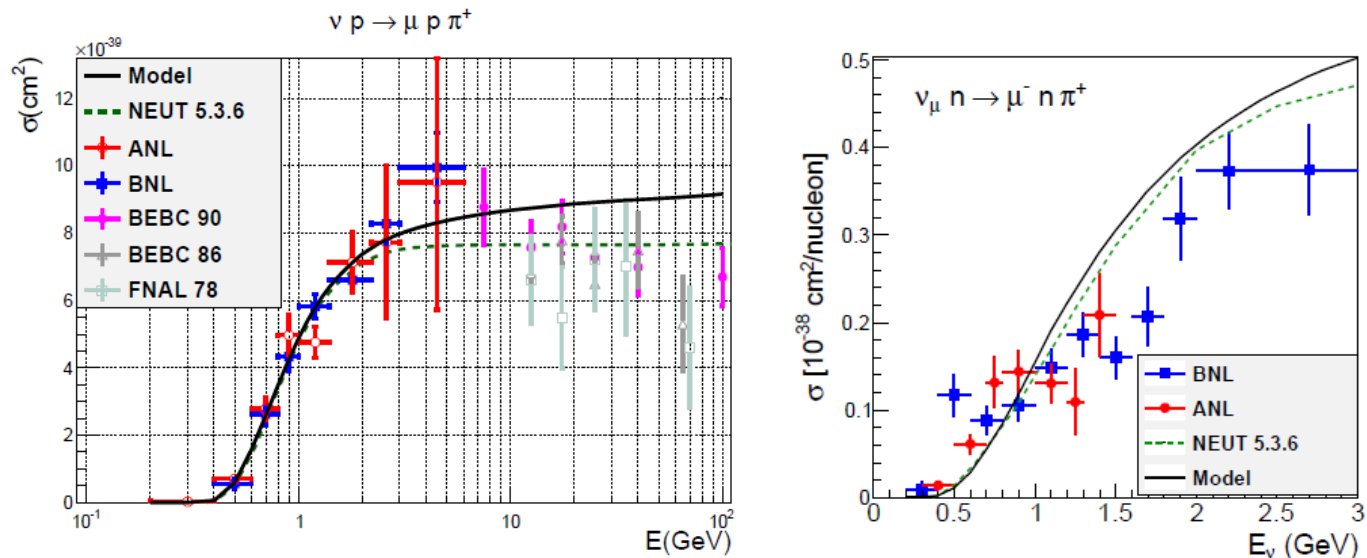 ν p → μ p π⁺
×10⁻³⁹
σ(cm²)
12
10
8
6
4
2
0
Model
NEUT 5.3.6
ANL
BNL
BEBC 90
BEBC 86
FNAL 78
10⁻¹
1
10
10²
E(GeV)
ν_μ n → μ⁻ n π⁺
σ [10⁻³⁸ cm²/nucleon]
0.5
0.4
0.3
0.2
0.1
0
BNL
ANL
NEUT 5.3.6
Model
0
0.5
1
1.5
2
2.5
3
E_ν (GeV)